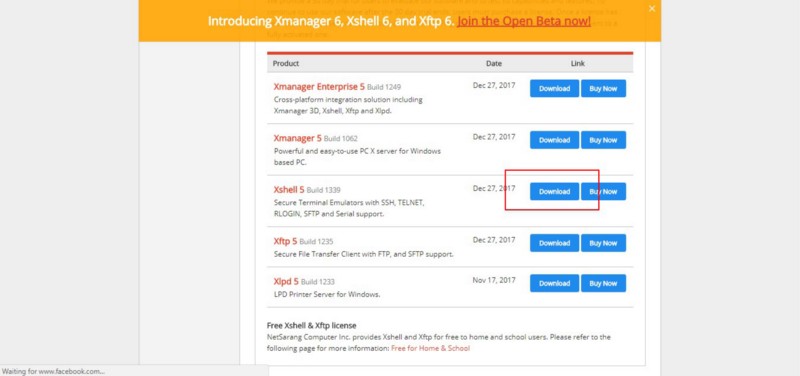 Introducing Xmanager 6, Xshell 6, and Xftp 6. Join the Open Beta now!
×
Product Date Link
Xmanager Enterprise 5 Build 1249 Dec 27, 2017 Download Buy Now
Cross-platform integration solution including
Xmanager 3D, Xshell, Xftp and Xlpd.
Xmanager 5 Build 1062 Dec 27, 2017 Download Buy Now
Powerful and easy-to-use PC X server for Windows
based PC.
Xshell 5 Build 1339 Dec 27, 2017 Download Buy Now
Secure Terminal Emulators with SSH, TELNET,
RLOGIN, SFTP and Serial support.
Xftp 5 Build 1235 Dec 27, 2017 Download Buy Now
Secure File Transfer Client with FTP, and SFTP support.
Xlpd 5 Build 1233 Nov 17, 2017 Download Buy Now
LPD Printer Server for Windows.
Free Xshell & Xftp license
NetSarang Computer Inc. provides Xshell and Xftp for free to home and school users. Please refer to the
following page for more information: Free for Home & School
Waiting for www.facebook.com...